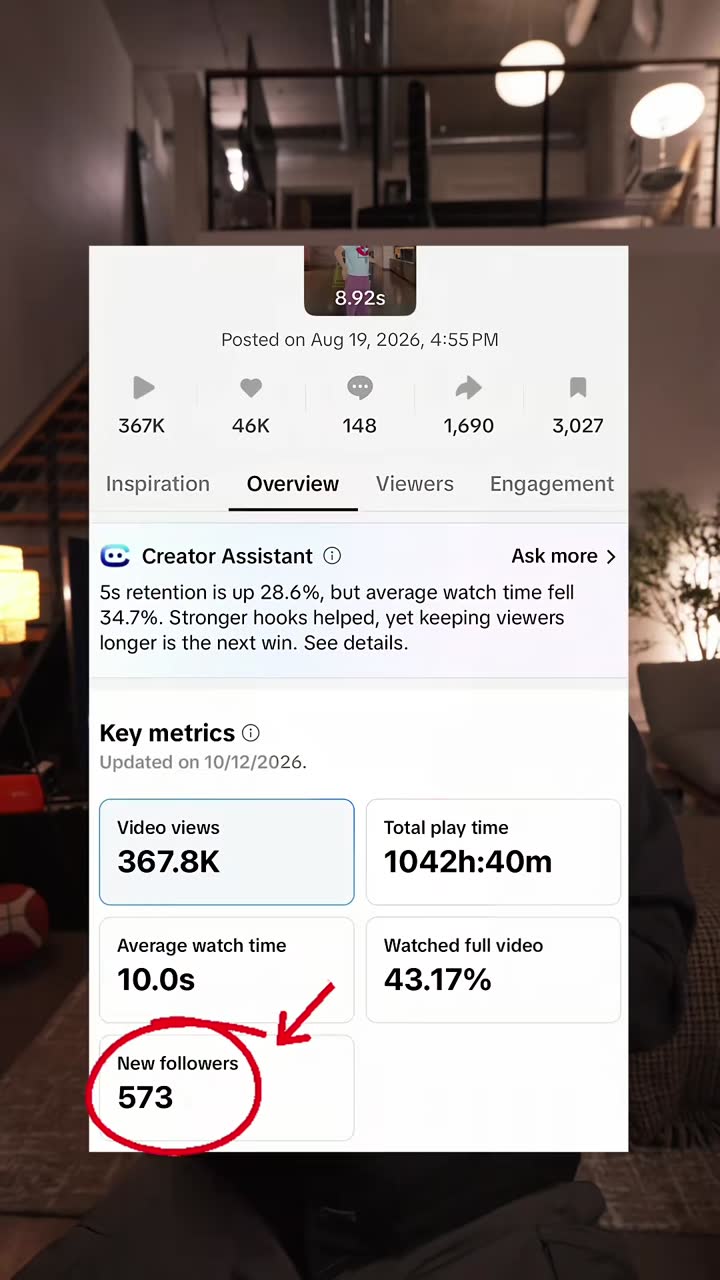 8.92s
Posted on Aug 19, 2026, 4:55 PM
367K 46K 148 1,690 3,027
Inspiration Overview Viewers Engagement
Creator Assistant Ask more
5s retention is up 28.6%, but average watch time fell
34.7%. Stronger hooks helped, yet keeping viewers
longer is the next win. See details.
Key metrics
Updated on 10/12/2026.
Video views Total play time
367.8K 1042h:40m
Average watch time Watched full video
10.0s 43.17%
New followers
573